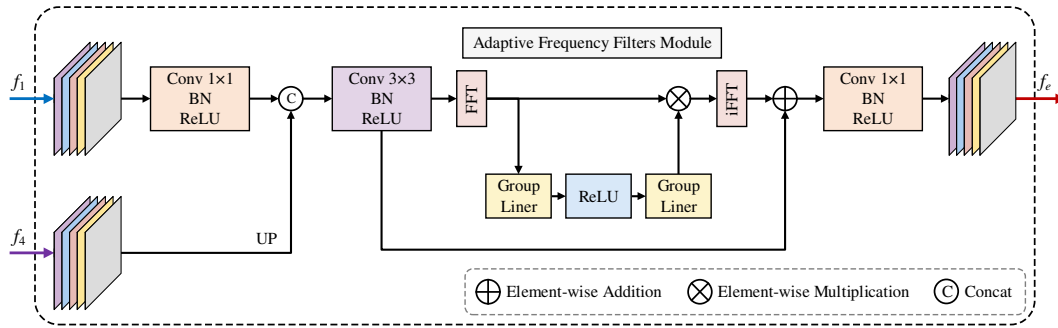 Adaptive Frequency Filters Module
f1
Conv 1×1
BN
ReLU
C
Conv 3×3
BN
ReLU
FFT
iFFT
Conv 1×1
BN
ReLU
fe
Group
Liner
ReLU
Group
Liner
f4
UP
Element-wise Addition
Element-wise Multiplication
C Concat